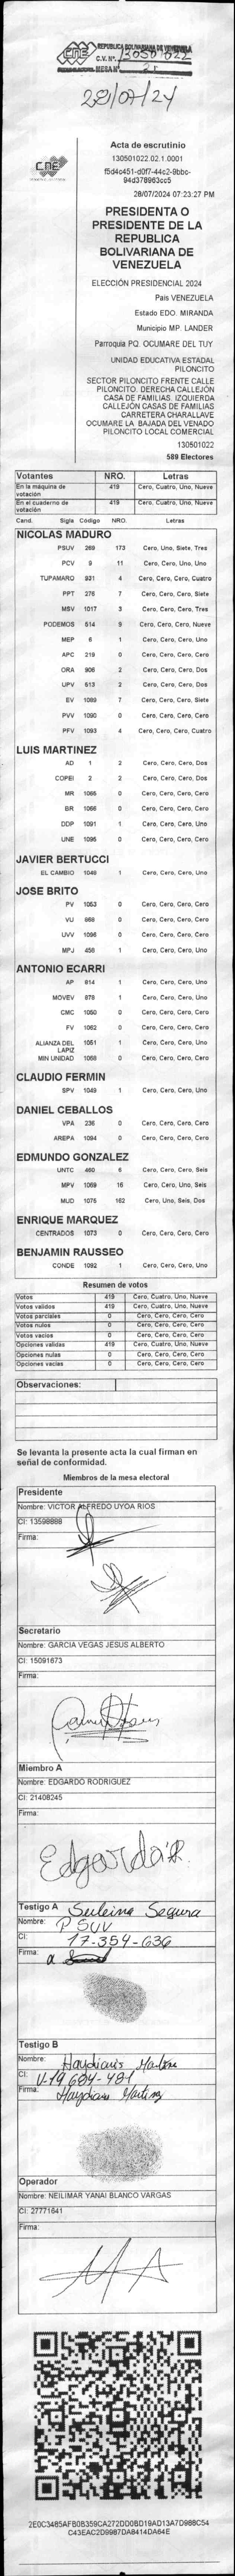 CNE
REPUBLICA BOLIVARIANA DE VENEZUELA
C.V. N°. 13050 1022
MESA N°
28/07/24
Acta de escrutinio
CNE
130501022.02.1.0001
28/07/2024 07:23:27 PM
PRESIDENTA O
PRESIDENTE DE LA
REPUBLICA
BOLIVARIANA DE
VENEZUELA
ELECCIÓN PRESIDENCIAL 2024
País VENEZUELA
Estado EDO. MIRANDA
Municipio MP. LANDER
Parroquia PQ. OCUMARE DEL TUY
UNIDAD EDUCATIVA ESTADAL
PILONCITO
SECTOR PILONCITO FRENTE CALLE
PILONCITO. DERECHA CALLEJÓN
CASA DE FAMILIAS. IZQUIERDA
CALLEJÓN CASAS DE FAMILIAS
CARRETERA CHARALLAVE
OCUMARE LA BAJADA DEL VENADO
PILONCITO LOCAL COMERCIAL
130501022
589 Electores
Votantes NRO. Letras
En la máquina de votación 419 Cero, Cuatro, Uno, Nueve
En el cuaderno de votación 419 Cero, Cuatro, Uno, Nueve
Cand. Sigla Código NRO. Letras
NICOLAS MADURO
PSUV 269 173 Cero, Uno, Siete, Tres
PCV 9 11 Cero, Cero, Uno, Uno
TUPAMARO 931 4 Cero, Cero, Cero, Cuatro
PPT 276 7 Cero, Cero, Cero, Siete
MSV 1017 3 Cero, Cero, Cero, Tres
PODEMOS 514 9 Cero, Cero, Cero, Nueve
MEP 6 1 Cero, Cero, Cero, Uno
APC 219 0 Cero, Cero, Cero, Cero
ORA 906 2 Cero, Cero, Cero, Dos
UPV 613 2 Cero, Cero, Cero, Dos
EV 1089 7 Cero, Cero, Cero, Siete
PVV 1090 0 Cero, Cero, Cero, Cero
PFV 1093 4 Cero, Cero, Cero, Cuatro
LUIS MARTINEZ
AD 1 2 Cero, Cero, Cero, Dos
COPEI 2 2 Cero, Cero, Cero, Dos
MR 1065 0 Cero, Cero, Cero, Cero
BR 1066 0 Cero, Cero, Cero, Cero
DDP 1091 1 Cero, Cero, Cero, Uno
UNE 1095 0 Cero, Cero, Cero, Cero
JAVIER BERTUCCI
EL CAMBIO 1048 1 Cero, Cero, Cero, Uno
JOSE BRITO
PV 1053 0 Cero, Cero, Cero, Cero
VU 868 0 Cero, Cero, Cero, Cero
UVV 1096 0 Cero, Cero, Cero, Cero
MPJ 458 1 Cero, Cero, Cero, Uno
ANTONIO ECARRI
AP 814 1 Cero, Cero, Cero, Uno
MOVEV 878 1 Cero, Cero, Cero, Uno
CMC 1050 0 Cero, Cero, Cero, Cero
FV 1062 0 Cero, Cero, Cero, Cero
ALIANZA DEL LAPIZ 1051 1 Cero, Cero, Cero, Uno
MIN UNIDAD 1068 0 Cero, Cero, Cero, Cero
CLAUDIO FERMIN
SPV 1049 1 Cero, Cero, Cero, Uno
DANIEL CEBALLOS
VPA 236 0 Cero, Cero, Cero, Cero
AREPA 1094 0 Cero, Cero, Cero, Cero
EDMUNDO GONZALEZ
UNTC 460 6 Cero, Cero, Cero, Seis
MPV 1069 16 Cero, Cero, Uno, Seis
MUD 1075 162 Cero, Uno, Seis, Dos
ENRIQUE MARQUEZ
CENTRADOS 1073 0 Cero, Cero, Cero, Cero
BENJAMIN RAUSSEO
CONDE 1092 1 Cero, Cero, Cero, Uno
Resumen de votos
Votos 419 Cero, Cuatro, Uno, Nueve
Votos validos 419 Cero, Cuatro, Uno, Nueve
Votos parciales 0 Cero, Cero, Cero, Cero
Votos nulos 0 Cero, Cero, Cero, Cero
Votos vacios 0 Cero, Cero, Cero, Cero
Opciones validas 419 Cero, Cuatro, Uno, Nueve
Opciones nulas 0 Cero, Cero, Cero, Cero
Opciones vacias 0 Cero, Cero, Cero, Cero
Observaciones:
Se levanta la presente acta la cual firman en
señal de conformidad.
Miembros de la mesa electoral
Presidente
Nombre: VICTOR ALFREDO UYOA RIOS
CI: 13598888
Firma:
Secretario
Nombre: GARCIA VEGAS JESUS ALBERTO
CI: 15091673
Firma:
Miembro A
Nombre: EDGARDO RODRIGUEZ
CI: 21408245
Firma:
Edgardo R.
Testigo A Suleima Segura
Nombre: PSUV
CI: 17-354-636
Firma:
Testigo B
Nombre: Haydians Martinez
CI: V-19 684-481
Firma: Haydians Martinez
Operador
Nombre: NEILIMAR YANAI BLANCO VARGAS
CI: 27771641
Firma:
2E0C3485AFB0B359CA272DD0BD19AD13A7D988C54
C43EAC2D9987DA8414DA64E